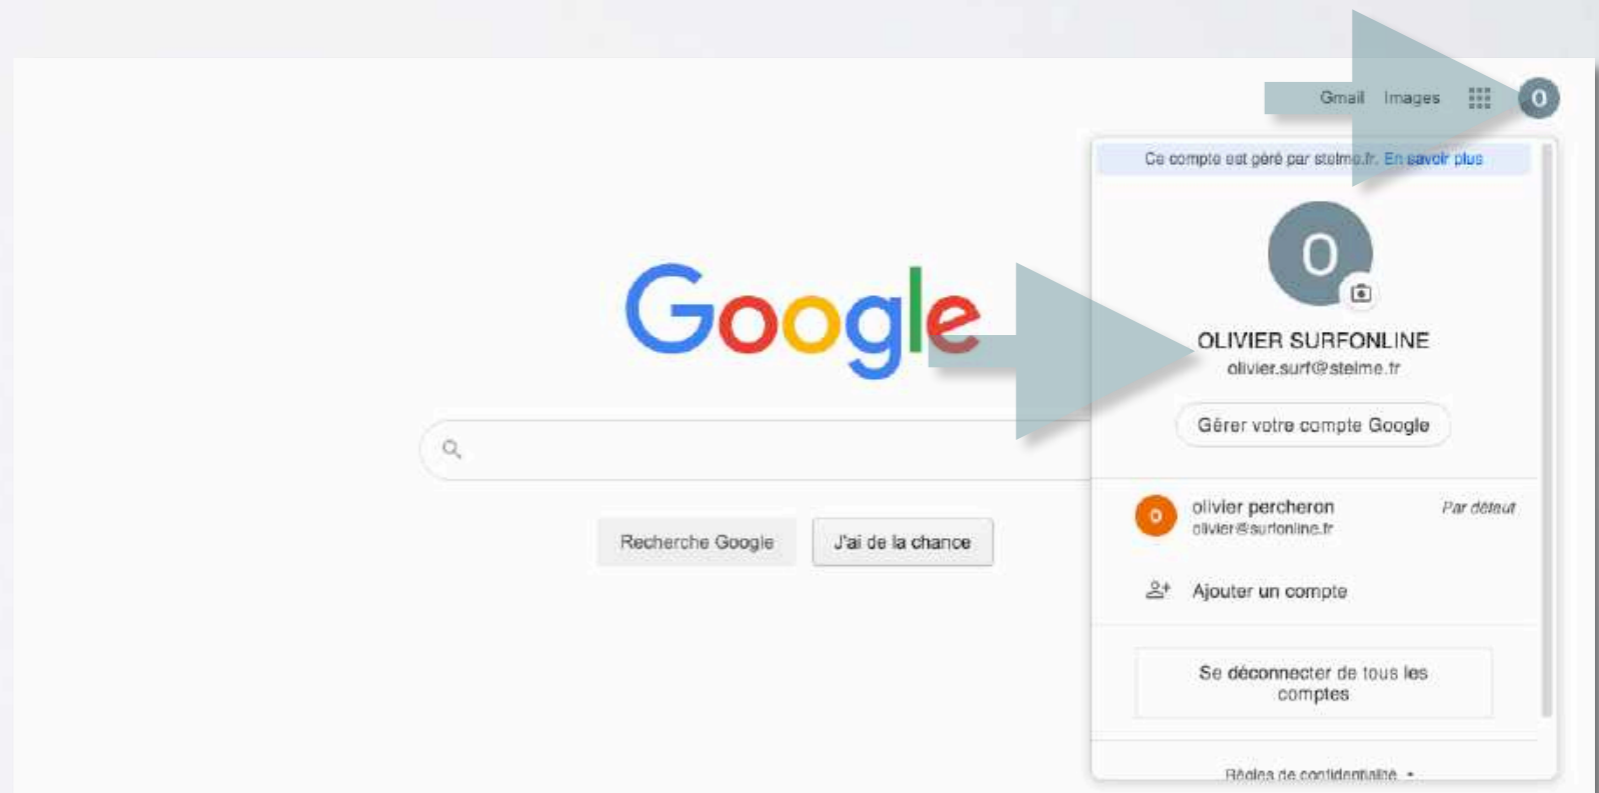 Gmail Images
O
Ce compte est géré par stelme.fr. En savoir plus
O
OLIVIER SURFONLINE
olivier.surf@stelme.fr
Gérer votre compte Google
Google
O
olivier percheron
Par défaut
olivier@surfonline.fr
Recherche Google
J'ai de la chance
Ajouter un compte
Se déconnecter de tous les
comptes
Règles de confidentialité •